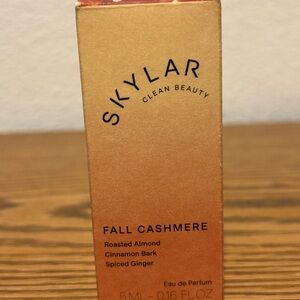 SKYLAR
CLEAN BEAUTY
FALL CASHMERE
Roasted Almond
Cinnamon Bark
Spiced Ginger
Eau de Parfum
5 ML - 0.16 FL OZ